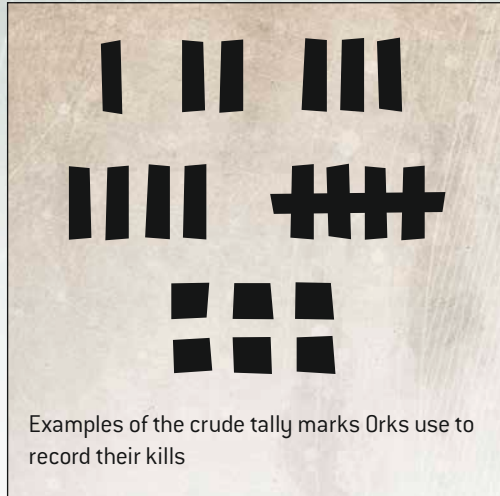 Examples of the crude tally marks Orks use to
record their kills